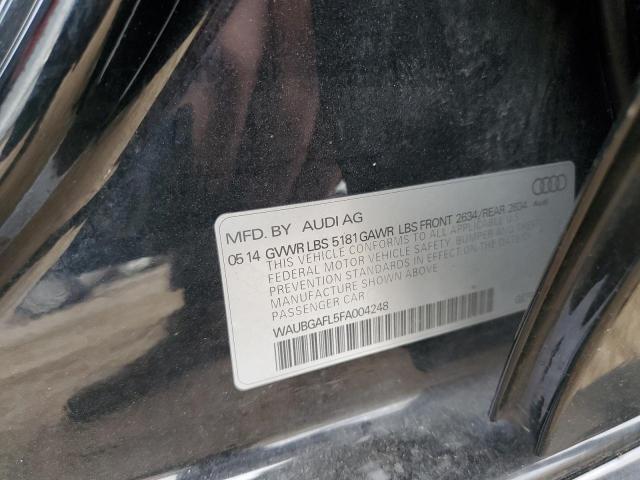 MFD. BY AUDI AG
05 14 GVWR LBS 5181 GAWR LBS FRONT 2634/REAR 2634
Audi
THIS VEHICLE CONFORMS TO ALL APPLICABLE U.S.
FEDERAL MOTOR VEHICLE SAFETY, BUMPER AND THEFT
PREVENTION STANDARDS IN EFFECT ON THE DATE OF
MANUFACTURE SHOWN ABOVE
PASSENGER CAR
WAUBGAFL5FA004248